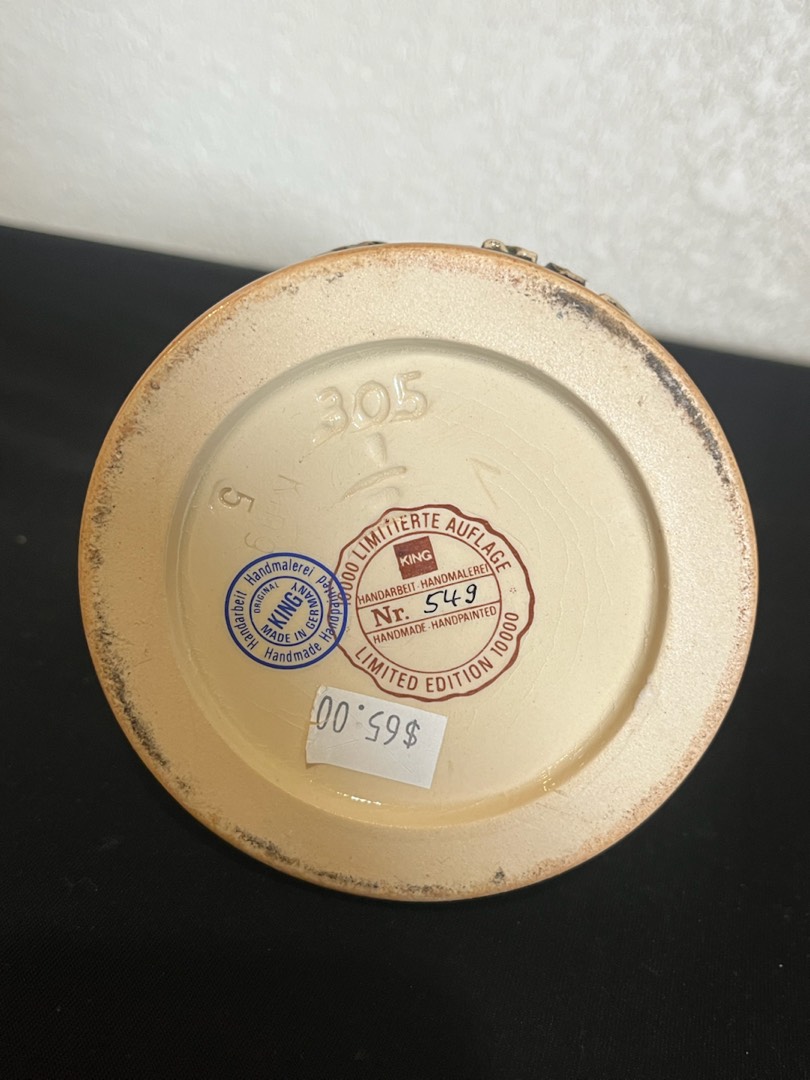 305
5
10000 LIMITIERTE AUFLAGE
KING
HANDARBEIT · HANDMALEREI
Nr. 549
HANDMADE · HANDPAINTED
LIMITED EDITION 10000
Handarbeit Handmalerei
Handmade Handpainted
ORIGINAL
KING
MADE IN GERMANY
$65.00